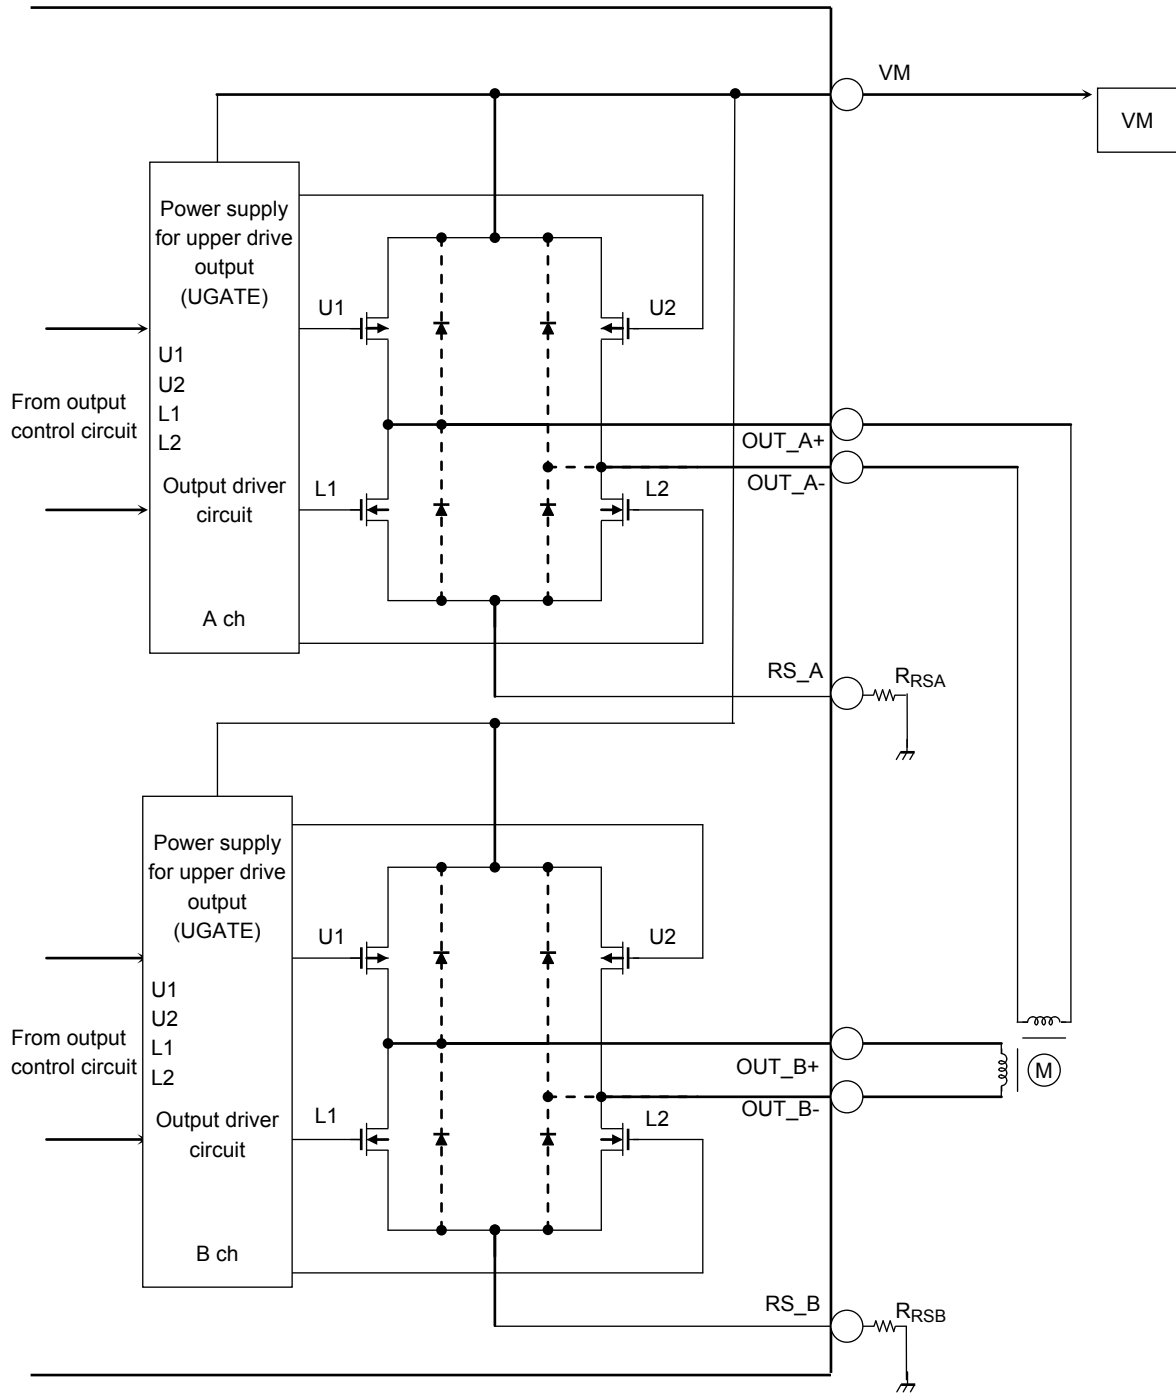 VM
VM
Power supply
for upper drive
output
(UGATE)
U1
U2
U1
U2
L1
L2
From output
control circuit
OUT_A+
OUT_A-
Output driver
circuit
L1
L2
A ch
RS_A
RRSA
Power supply
for upper drive
output
(UGATE)
U1
U2
U1
U2
L1
L2
From output
control circuit
OUT_B+
M
OUT_B-
Output driver
circuit
L1
L2
B ch
RS_B
RRSB